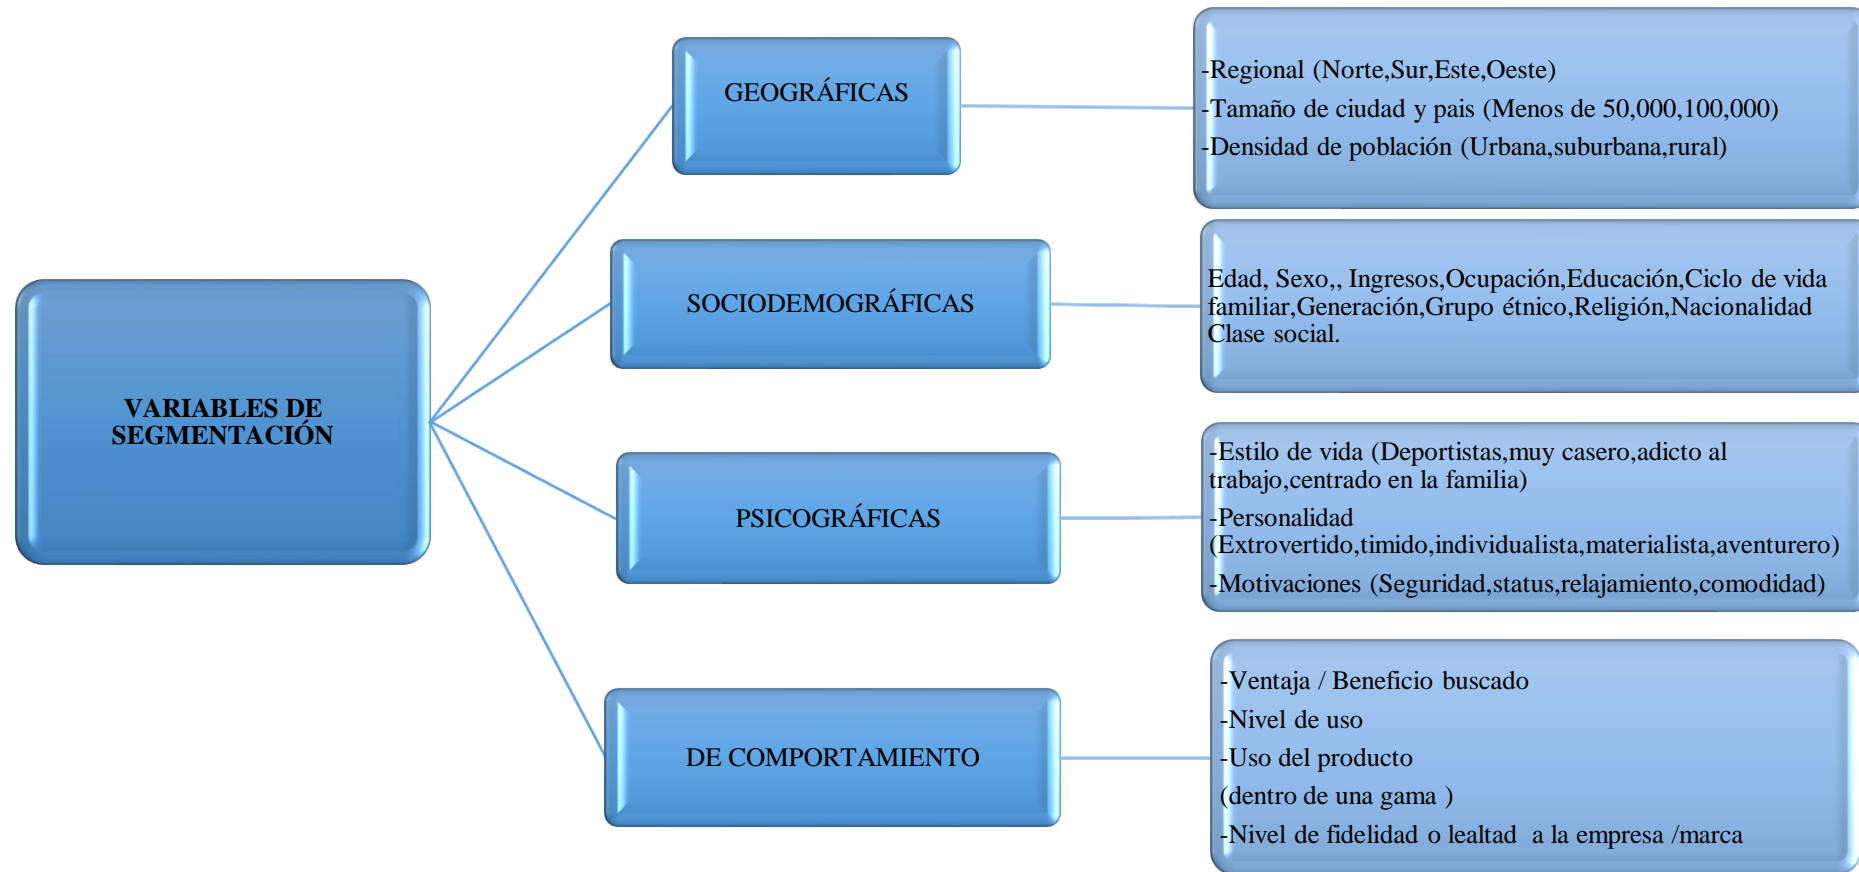 VARIABLES DE
SEGMENTACIÓN
GEOGRÁFICAS
-Regional (Norte,Sur,Este,Oeste)
-Tamaño de ciudad y pais (Menos de 50,000,100,000)
-Densidad de población (Urbana,suburbana,rural)
SOCIODEMOGRÁFICAS
Edad, Sexo,, Ingresos,Ocupación,Educación,Ciclo de vida
familiar,Generación,Grupo étnico,Religión,Nacionalidad
Clase social.
PSICOGRÁFICAS
-Estilo de vida (Deportistas,muy casero,adicto al
trabajo,centrado en la familia)
-Personalidad
(Extrovertido,timido,individualista,materialista,aventurero)
-Motivaciones (Seguridad,status,relajamiento,comodidad)
DE COMPORTAMIENTO
-Ventaja / Beneficio buscado
-Nivel de uso
-Uso del producto
(dentro de una gama )
-Nivel de fidelidad o lealtad  a la empresa /marca